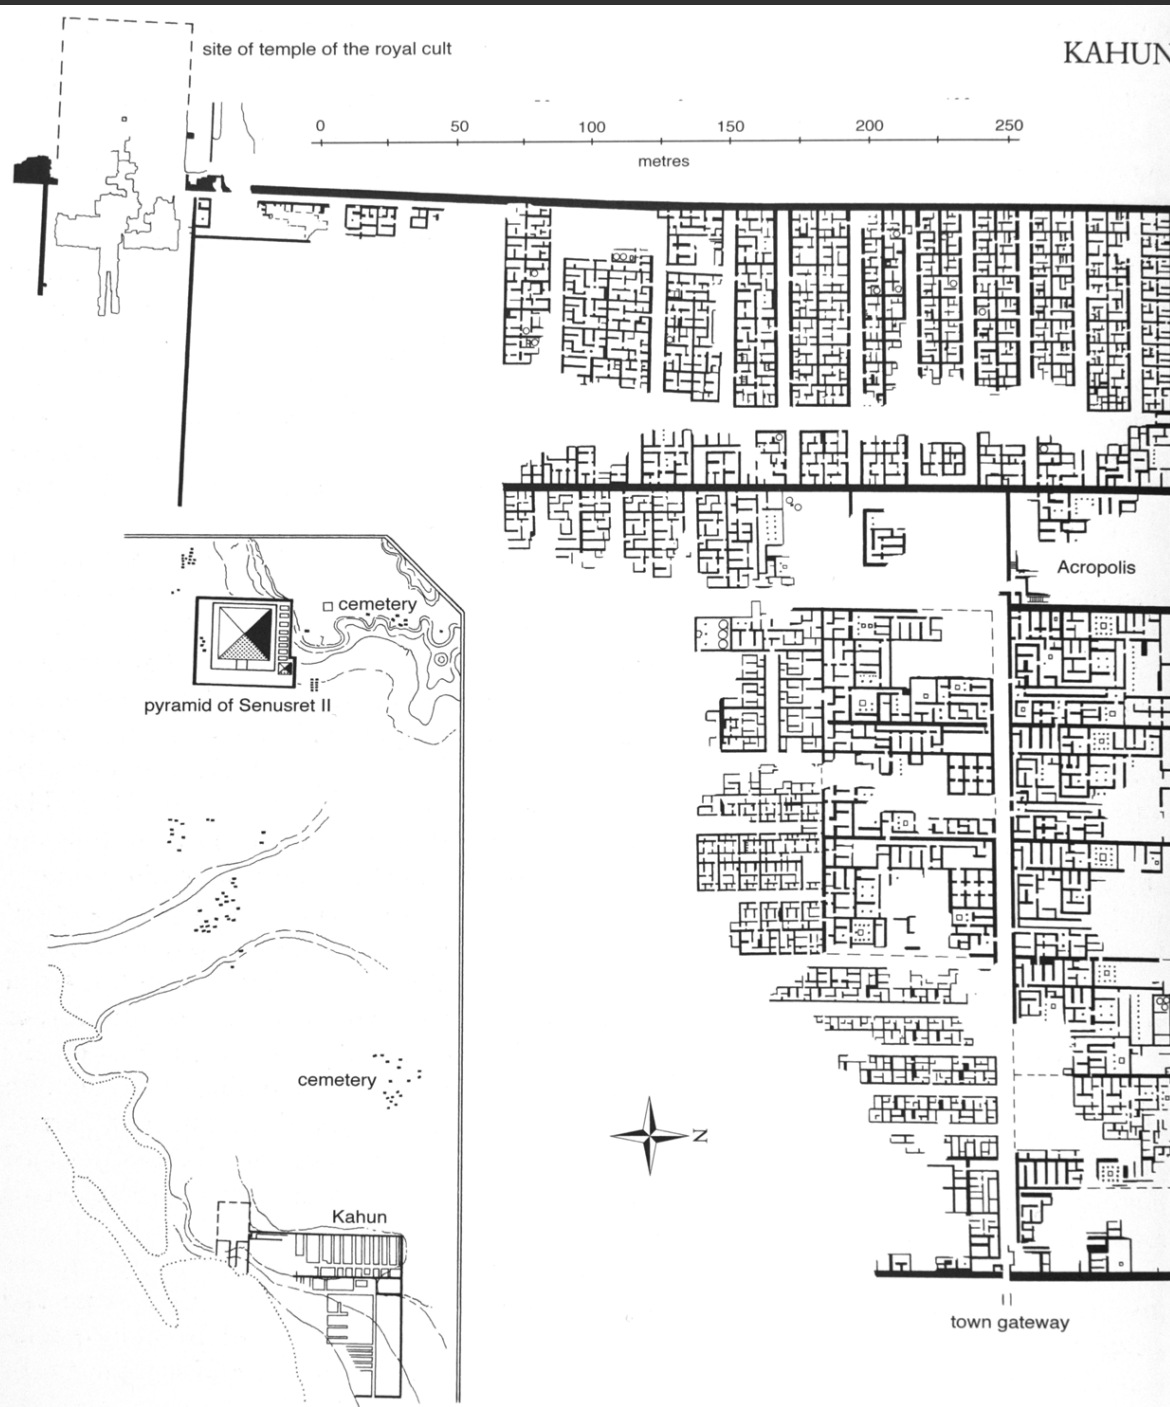 site of temple of the royal cult
KAHUN
0 50 100 150 200 250
metres
Acropolis
cemetery
pyramid of Senusret II
cemetery
N
Kahun
town gateway